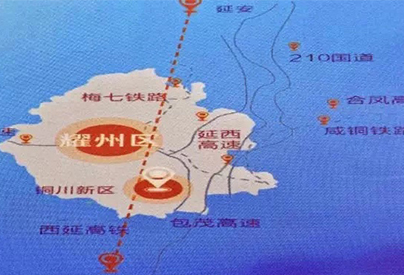 延安
210国道
梅七铁路
合凤高
咸铜铁路
耀州区
延西
高速
铜川新区
包茂高速
西延高铁